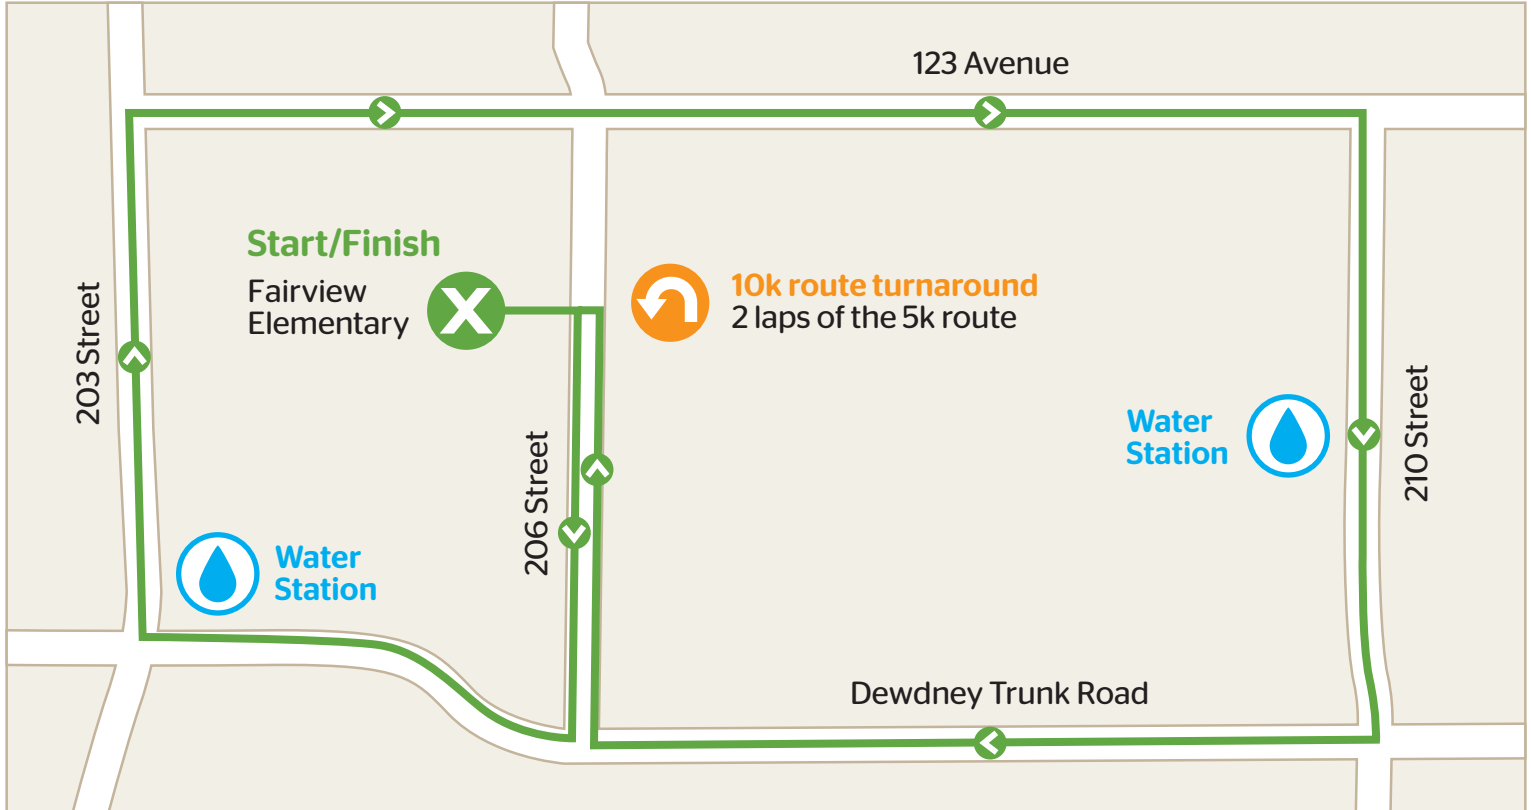 123 Avenue
Start/Finish
Fairview
Elementary
10k route turnaround
2 laps of the 5k route
203 Street
Water
Station
210 Street
206 Street
Water
Station
Dewdney Trunk Road